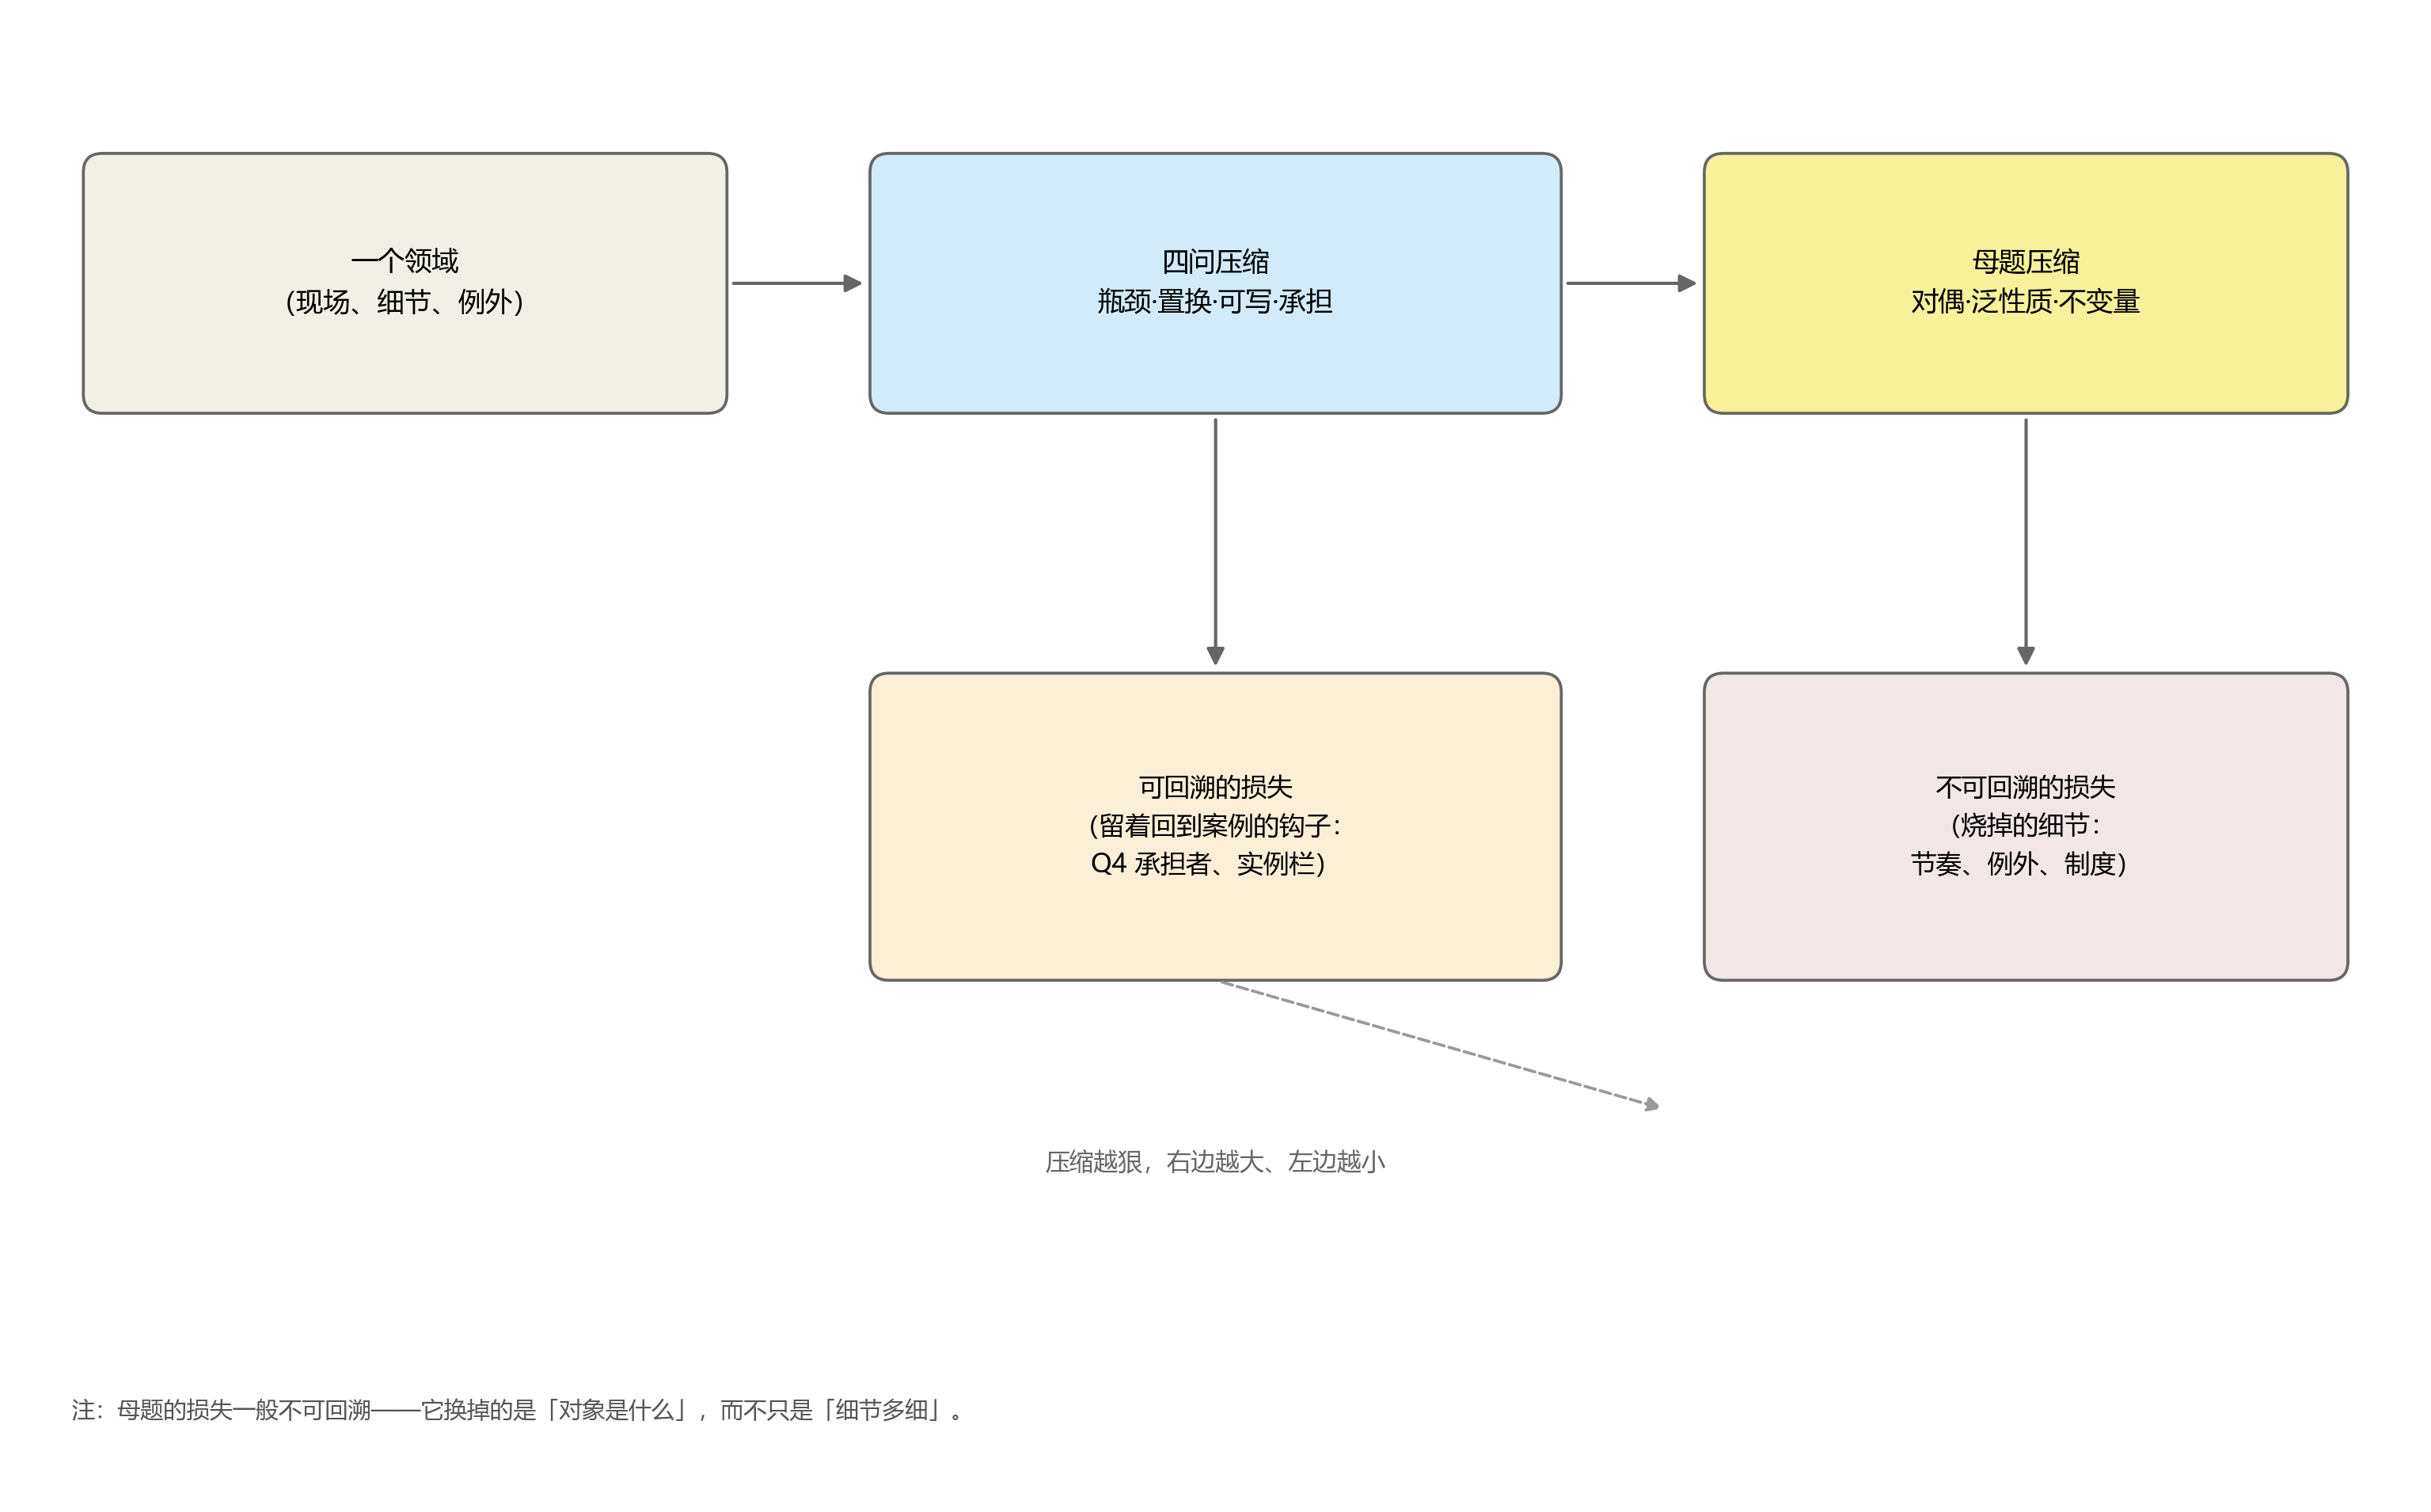 一个领域
（现场、细节、例外）
四问压缩
瓶颈·置换·可写·承担
母题压缩
对偶·泛性质·不变量
可回溯的损失
（留着回到案例的钩子：
Q4 承担者、实例栏）
不可回溯的损失
（烧掉的细节：
节奏、例外、制度）
压缩越狠，右边越大、左边越小
注：母题的损失一般不可回溯——它换掉的是「对象是什么」，而不只是「细节多细」。